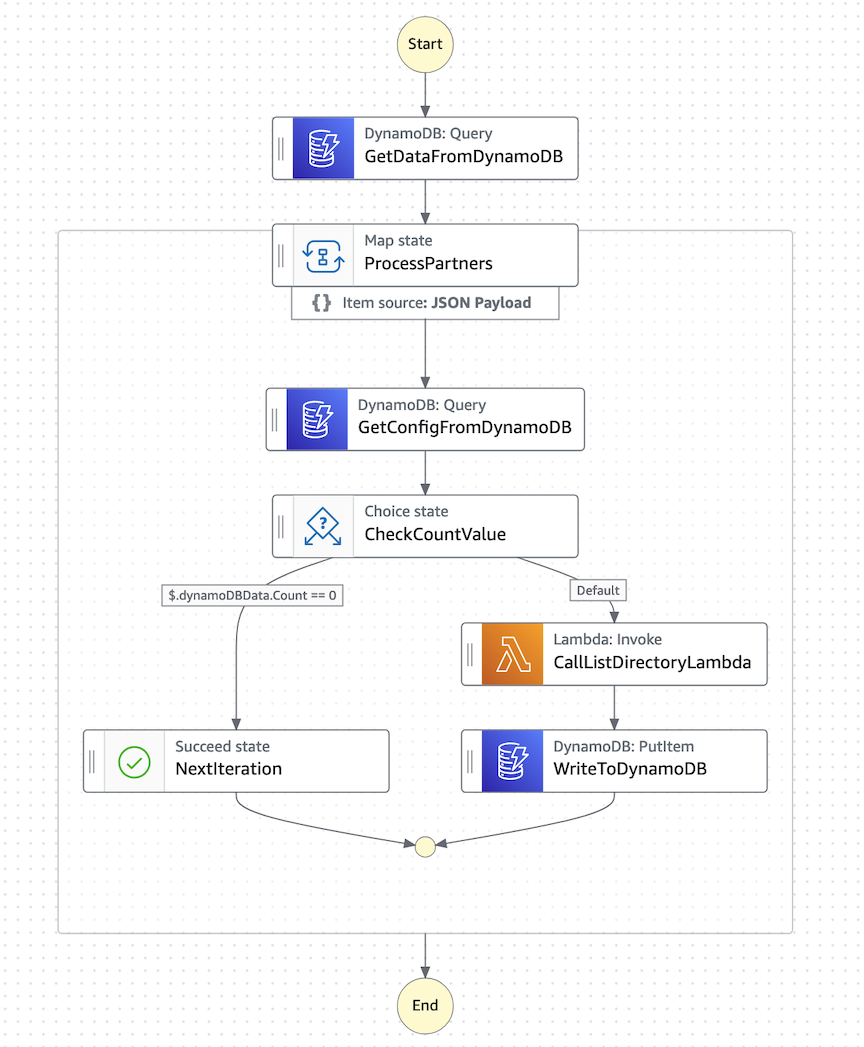 Start
DynamoDB: Query
GetDataFromDynamoDB
Map state
ProcessPartners
{} Item source: JSON Payload
DynamoDB: Query
GetConfigFromDynamoDB
Choice state
?
CheckCountValue
$.dynamoDBData.Count == 0
Default
Lambda: Invoke
CallListDirectoryLambda
Succeed state
NextIteration
DynamoDB: PutItem
WriteToDynamoDB
End